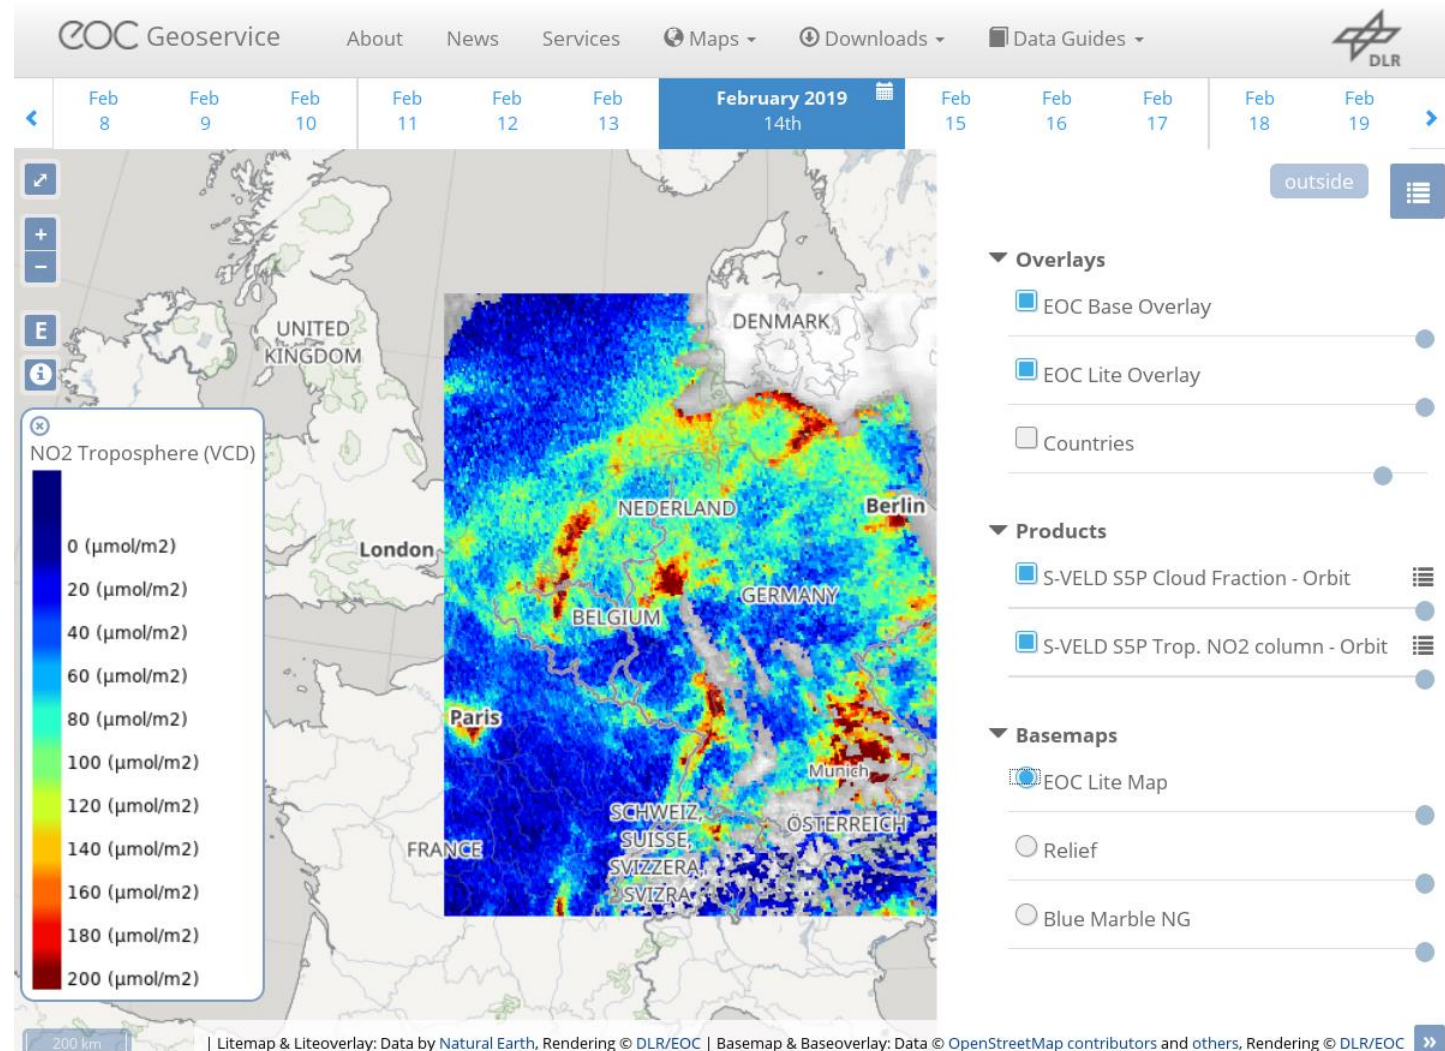 eoc Geoservice About News Services Maps Downloads Data Guides DLR
Feb Feb Feb Feb Feb Feb February 2019 Feb Feb Feb Feb Feb
8 9 10 11 12 13 14th 15 16 17 18 19
outside
+
−
E
i
UNITED
KINGDOM
DENMARK
London
NEDERLAND
Berlin
BELGIUM
GERMANY
Paris
Munich
SCHWEIZ,
SUISSE,
SVIZZERA,
SVIZRA
ÖSTERREICH
FRANCE
NO2 Troposphere (VCD)
0 (μmol/m2)
20 (μmol/m2)
40 (μmol/m2)
60 (μmol/m2)
80 (μmol/m2)
100 (μmol/m2)
120 (μmol/m2)
140 (μmol/m2)
160 (μmol/m2)
180 (μmol/m2)
200 (μmol/m2)
Overlays
EOC Base Overlay
EOC Lite Overlay
Countries
Products
S-VELD S5P Cloud Fraction - Orbit
S-VELD S5P Trop. NO2 column - Orbit
Basemaps
EOC Lite Map
Relief
Blue Marble NG
200 km
| Litemap & Liteoverlay: Data by Natural Earth, Rendering © DLR/EOC | Basemap & Baseoverlay: Data © OpenStreetMap contributors and others, Rendering © DLR/EOC »